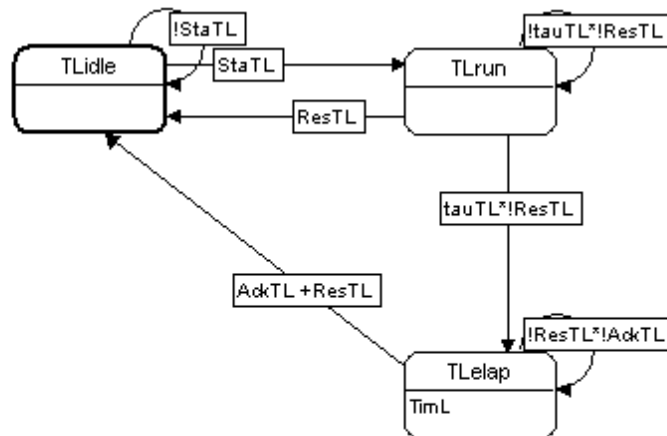 !StaTL
!tauTL*!ResTL
TLidle
StaTL
TLrun
ResTL
tauTL*!ResTL
AckTL +ResTL
!ResTL*!AckTL
TLelap
TimL